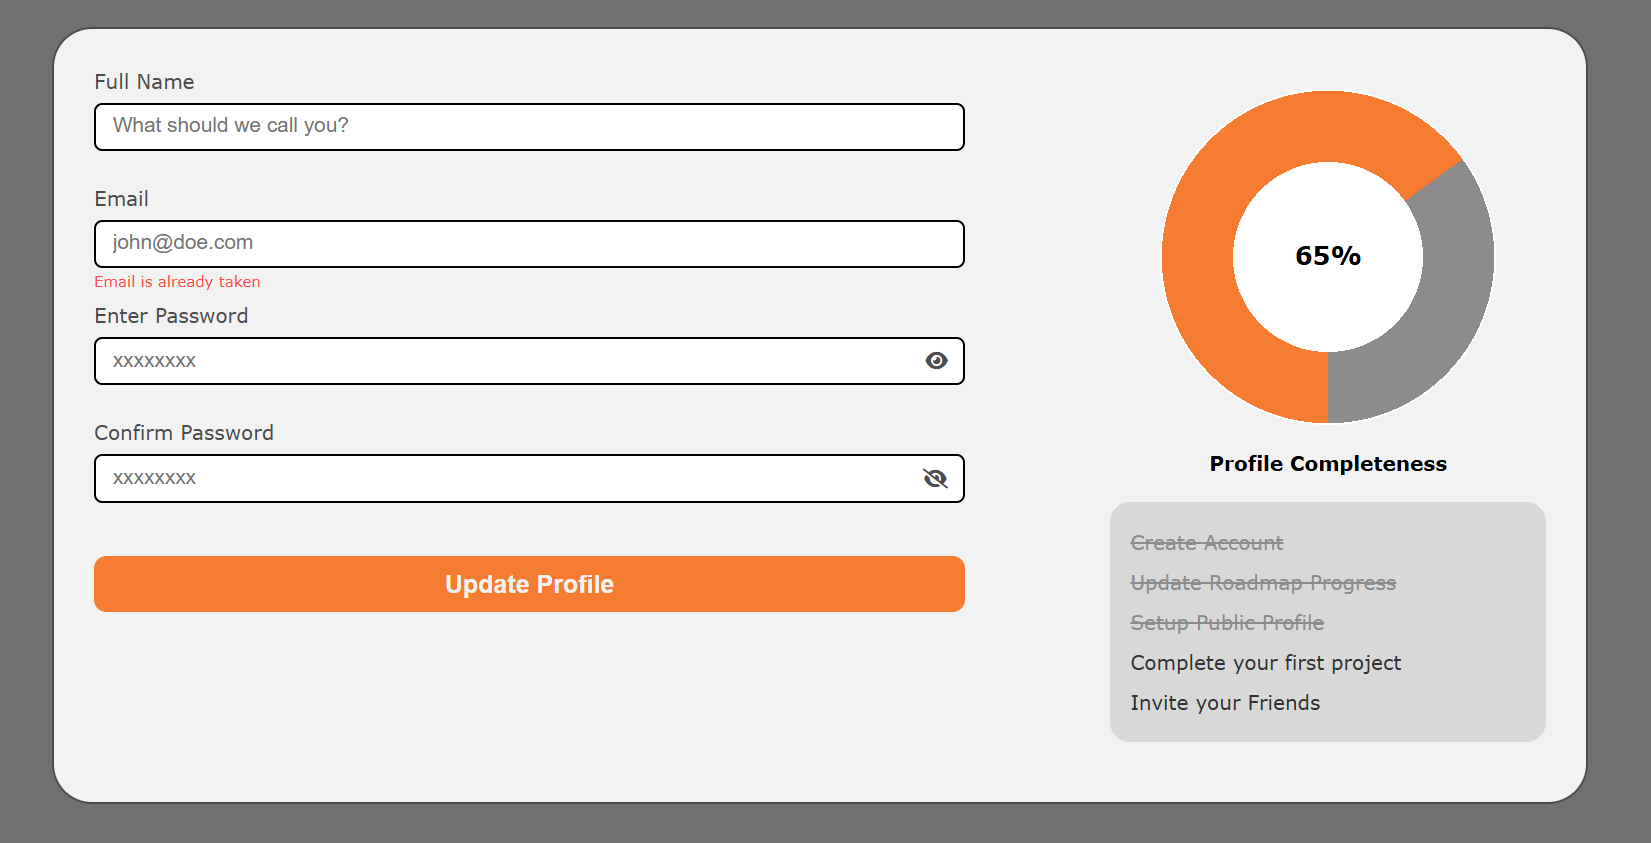 Full Name
What should we call you?
Email
john@doe.com
Email is already taken
Enter Password
xxxxxxxx
Confirm Password
xxxxxxxx
Update Profile
65%
Profile Completeness
Create Account
Update Roadmap Progress
Setup Public Profile
Complete your first project
Invite your Friends